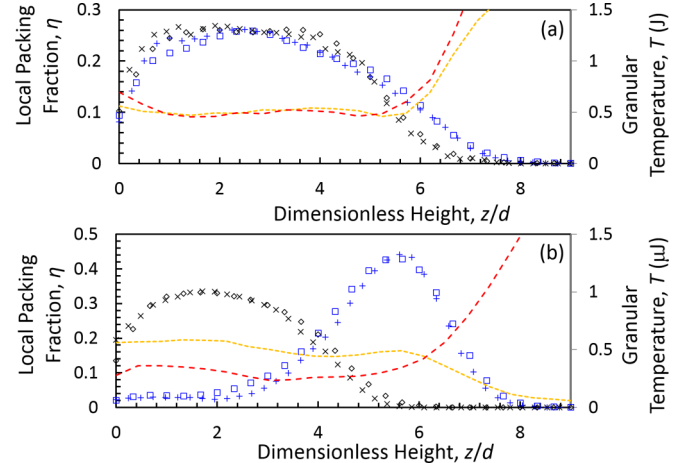 0.3
0.2
0.1
0
Local Packing
Fraction, η
(a)
1.5
1
0.5
0
Granular
Temperature, T (J)
0 2 4 6 8
Dimensionless Height, z/d
0.5
0.4
0.3
0.2
0.1
0
Local Packing
Fraction, η
(b)
1.5
1
0.5
0
Granular
Temperature, T (µJ)
0 2 4 6 8
Dimensionless Height, z/d